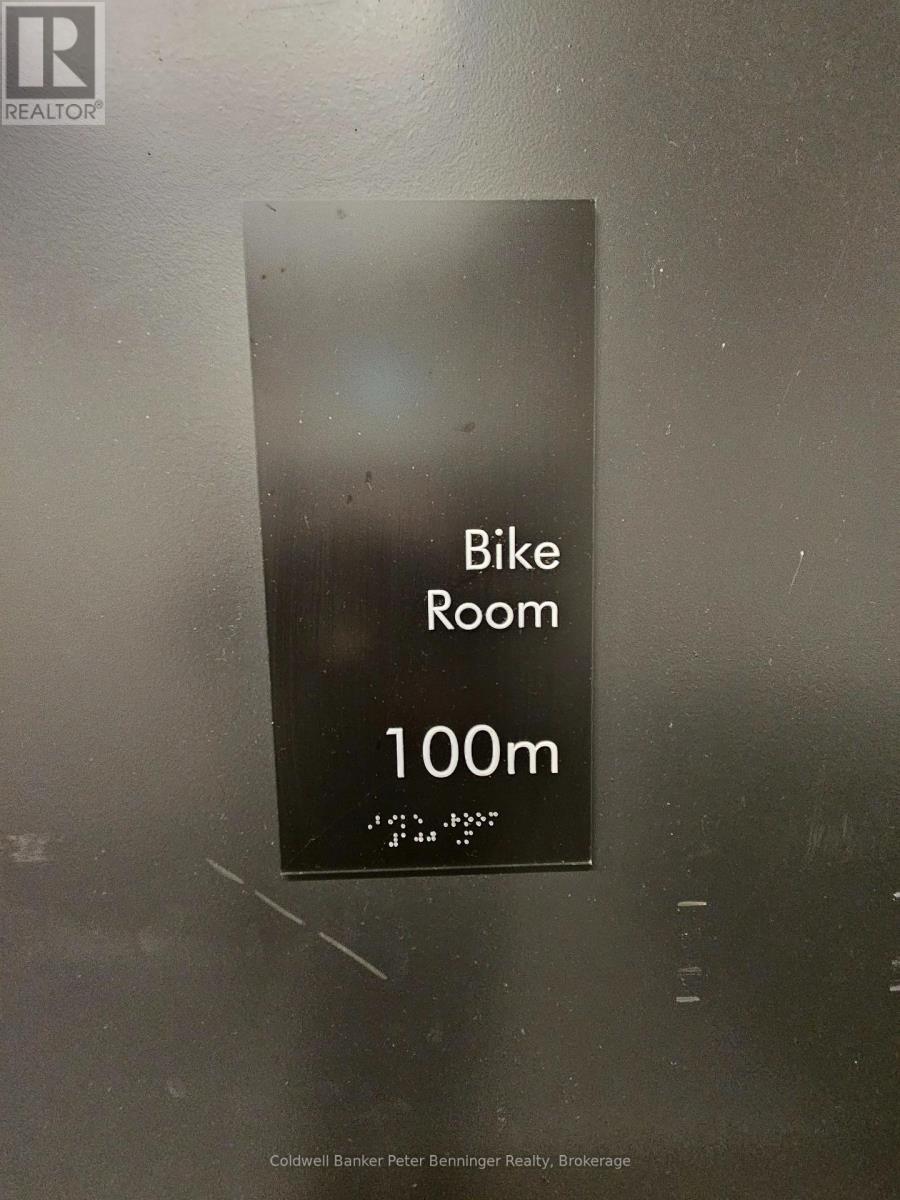 R
REALTOR®
Bike
Room
100m
Coldwell Banker Peter Benninger Realty, Brokerage